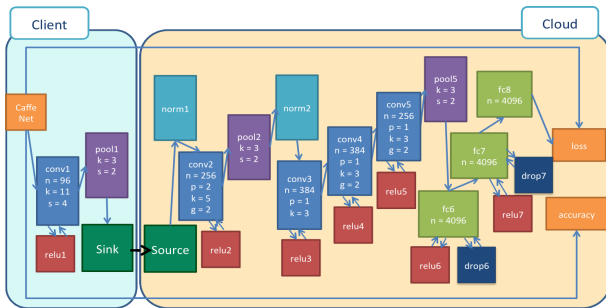 Client
Cloud
Caffe
Net
conv1
n = 96
k = 11
s = 4
relu1
pool1
k = 3
s = 2
Sink
Source
norm1
conv2
n = 256
p = 2
k = 5
g = 2
relu2
pool2
k = 3
s = 2
norm2
conv3
n = 384
p = 1
k = 3
relu3
conv4
n = 384
p = 1
k = 3
g = 2
relu4
conv5
n = 256
p = 1
k = 3
g = 2
relu5
pool5
k = 3
s = 2
fc6
n = 4096
relu6
drop6
fc7
n = 4096
relu7
drop7
fc8
n = 4096
loss
accuracy